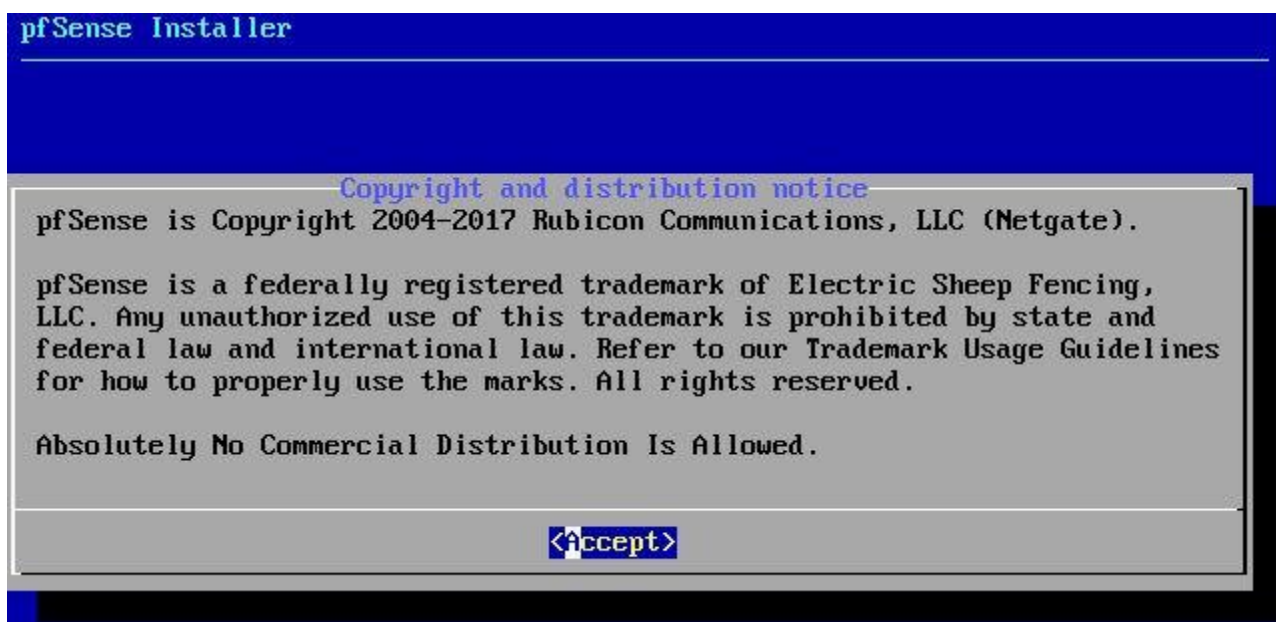 pfSense Installer
Copyright and distribution notice
pfSense is Copyright 2004-2017 Rubicon Communications, LLC (Netgate).
pfSense is a federally registered trademark of Electric Sheep Fencing,
LLC. Any unauthorized use of this trademark is prohibited by state and
federal law and international law. Refer to our Trademark Usage Guidelines
for how to properly use the marks. All rights reserved.
Absolutely No Commercial Distribution Is Allowed.
<Accept>